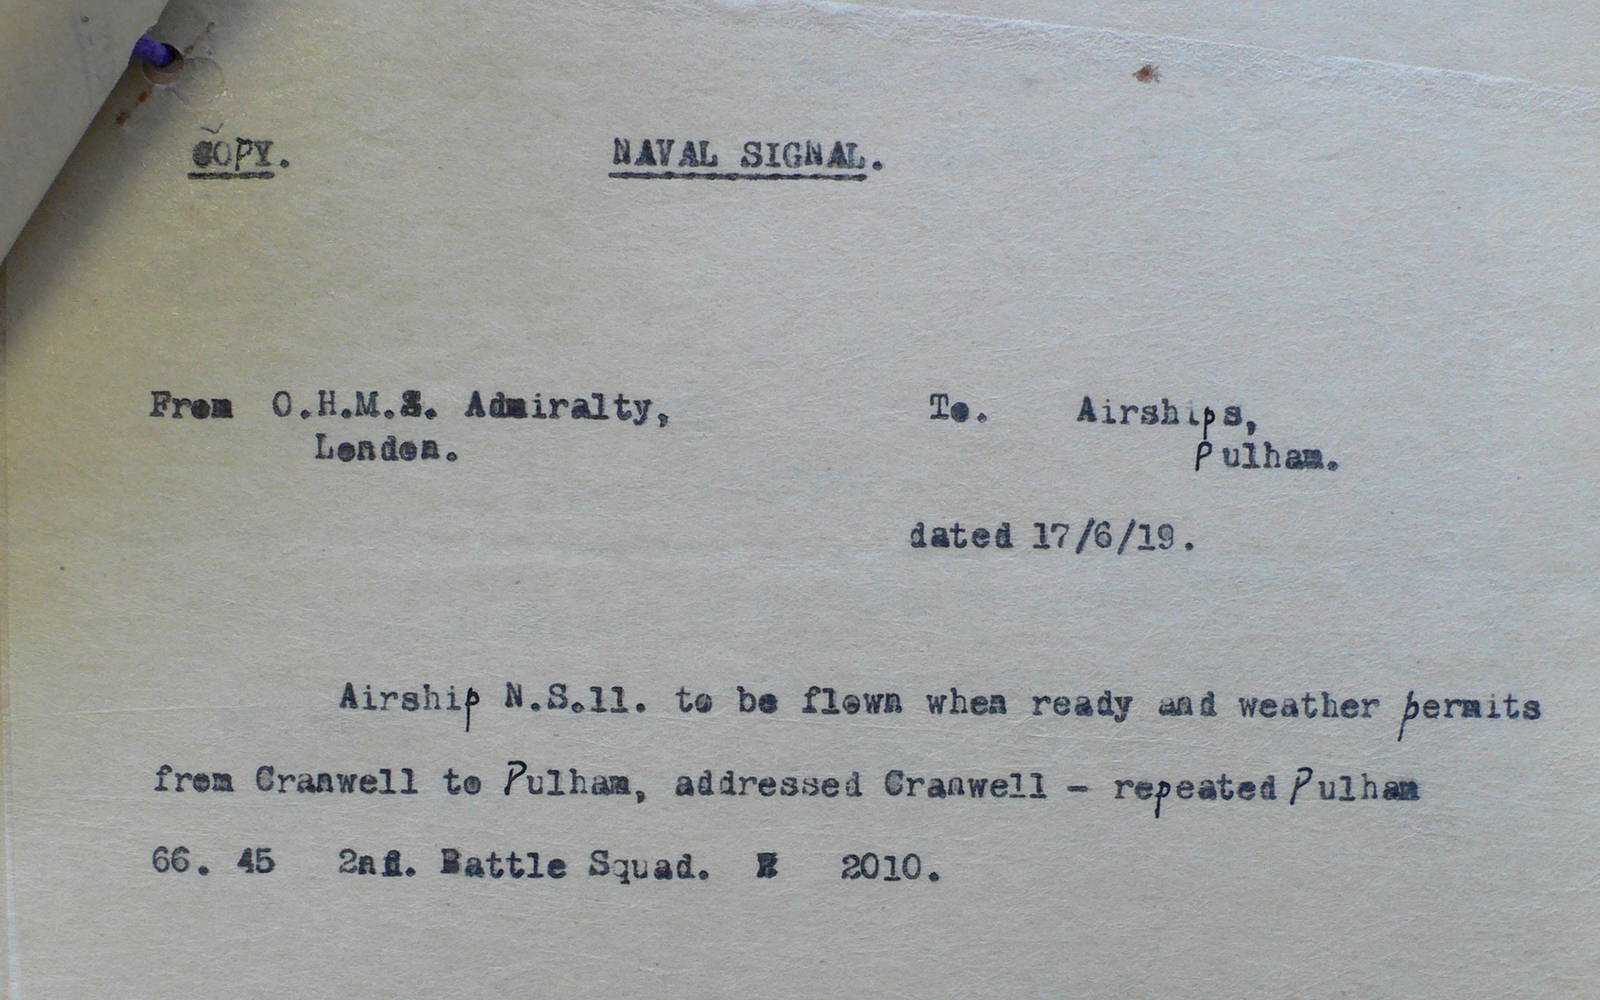 COPY. NAVAL SIGNAL.
From O.H.M.S. Admiralty, To. Airships,
London. Pulham.
dated 17/6/19.
Airship N.S.11. to be flown when ready and weather permits
from Cranwell to Pulham, addressed Cranwell - repeated Pulham
66. 45 2nd. Battle Squad. 2010.